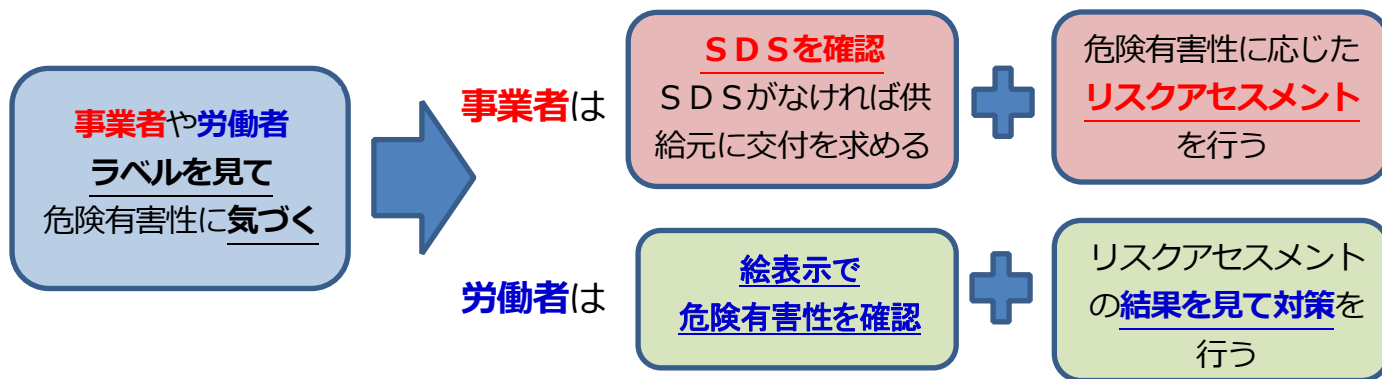 事業者や労働者
ラベルを見て
危険有害性に気づく
事業者は
ＳＤＳを確認
ＳＤＳがなければ供
給元に交付を求める
危険有害性に応じた
リスクアセスメント
を行う
労働者は
絵表示で
危険有害性を確認
リスクアセスメント
の結果を見て対策を
行う